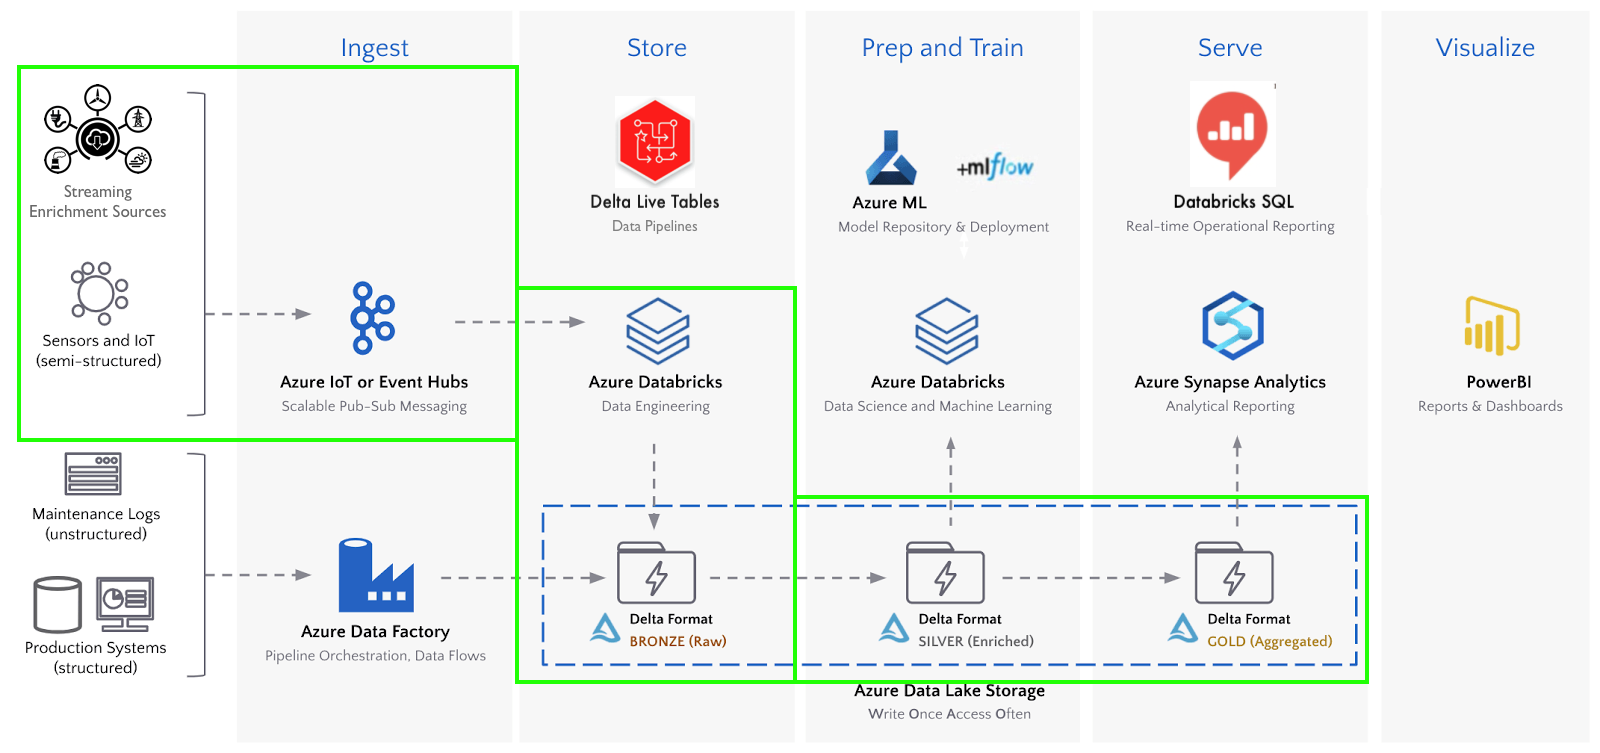 Ingest
Store
Prep and Train
Serve
Visualize
Streaming
Enrichment Sources
Delta Live Tables
Data Pipelines
+mlflow
Azure ML
Model Repository & Deployment
Databricks SQL
Real-time Operational Reporting
Sensors and IoT
(semi-structured)
Azure IoT or Event Hubs
Scalable Pub-Sub Messaging
Azure Databricks
Data Engineering
Azure Databricks
Data Science and Machine Learning
Azure Synapse Analytics
Analytical Reporting
PowerBI
Reports & Dashboards
Maintenance Logs
(unstructured)
Production Systems
(structured)
Azure Data Factory
Pipeline Orchestration, Data Flows
Delta Format
BRONZE (Raw)
Delta Format
SILVER (Enriched)
Delta Format
GOLD (Aggregated)
Azure Data Lake Storage
Write Once Access Often